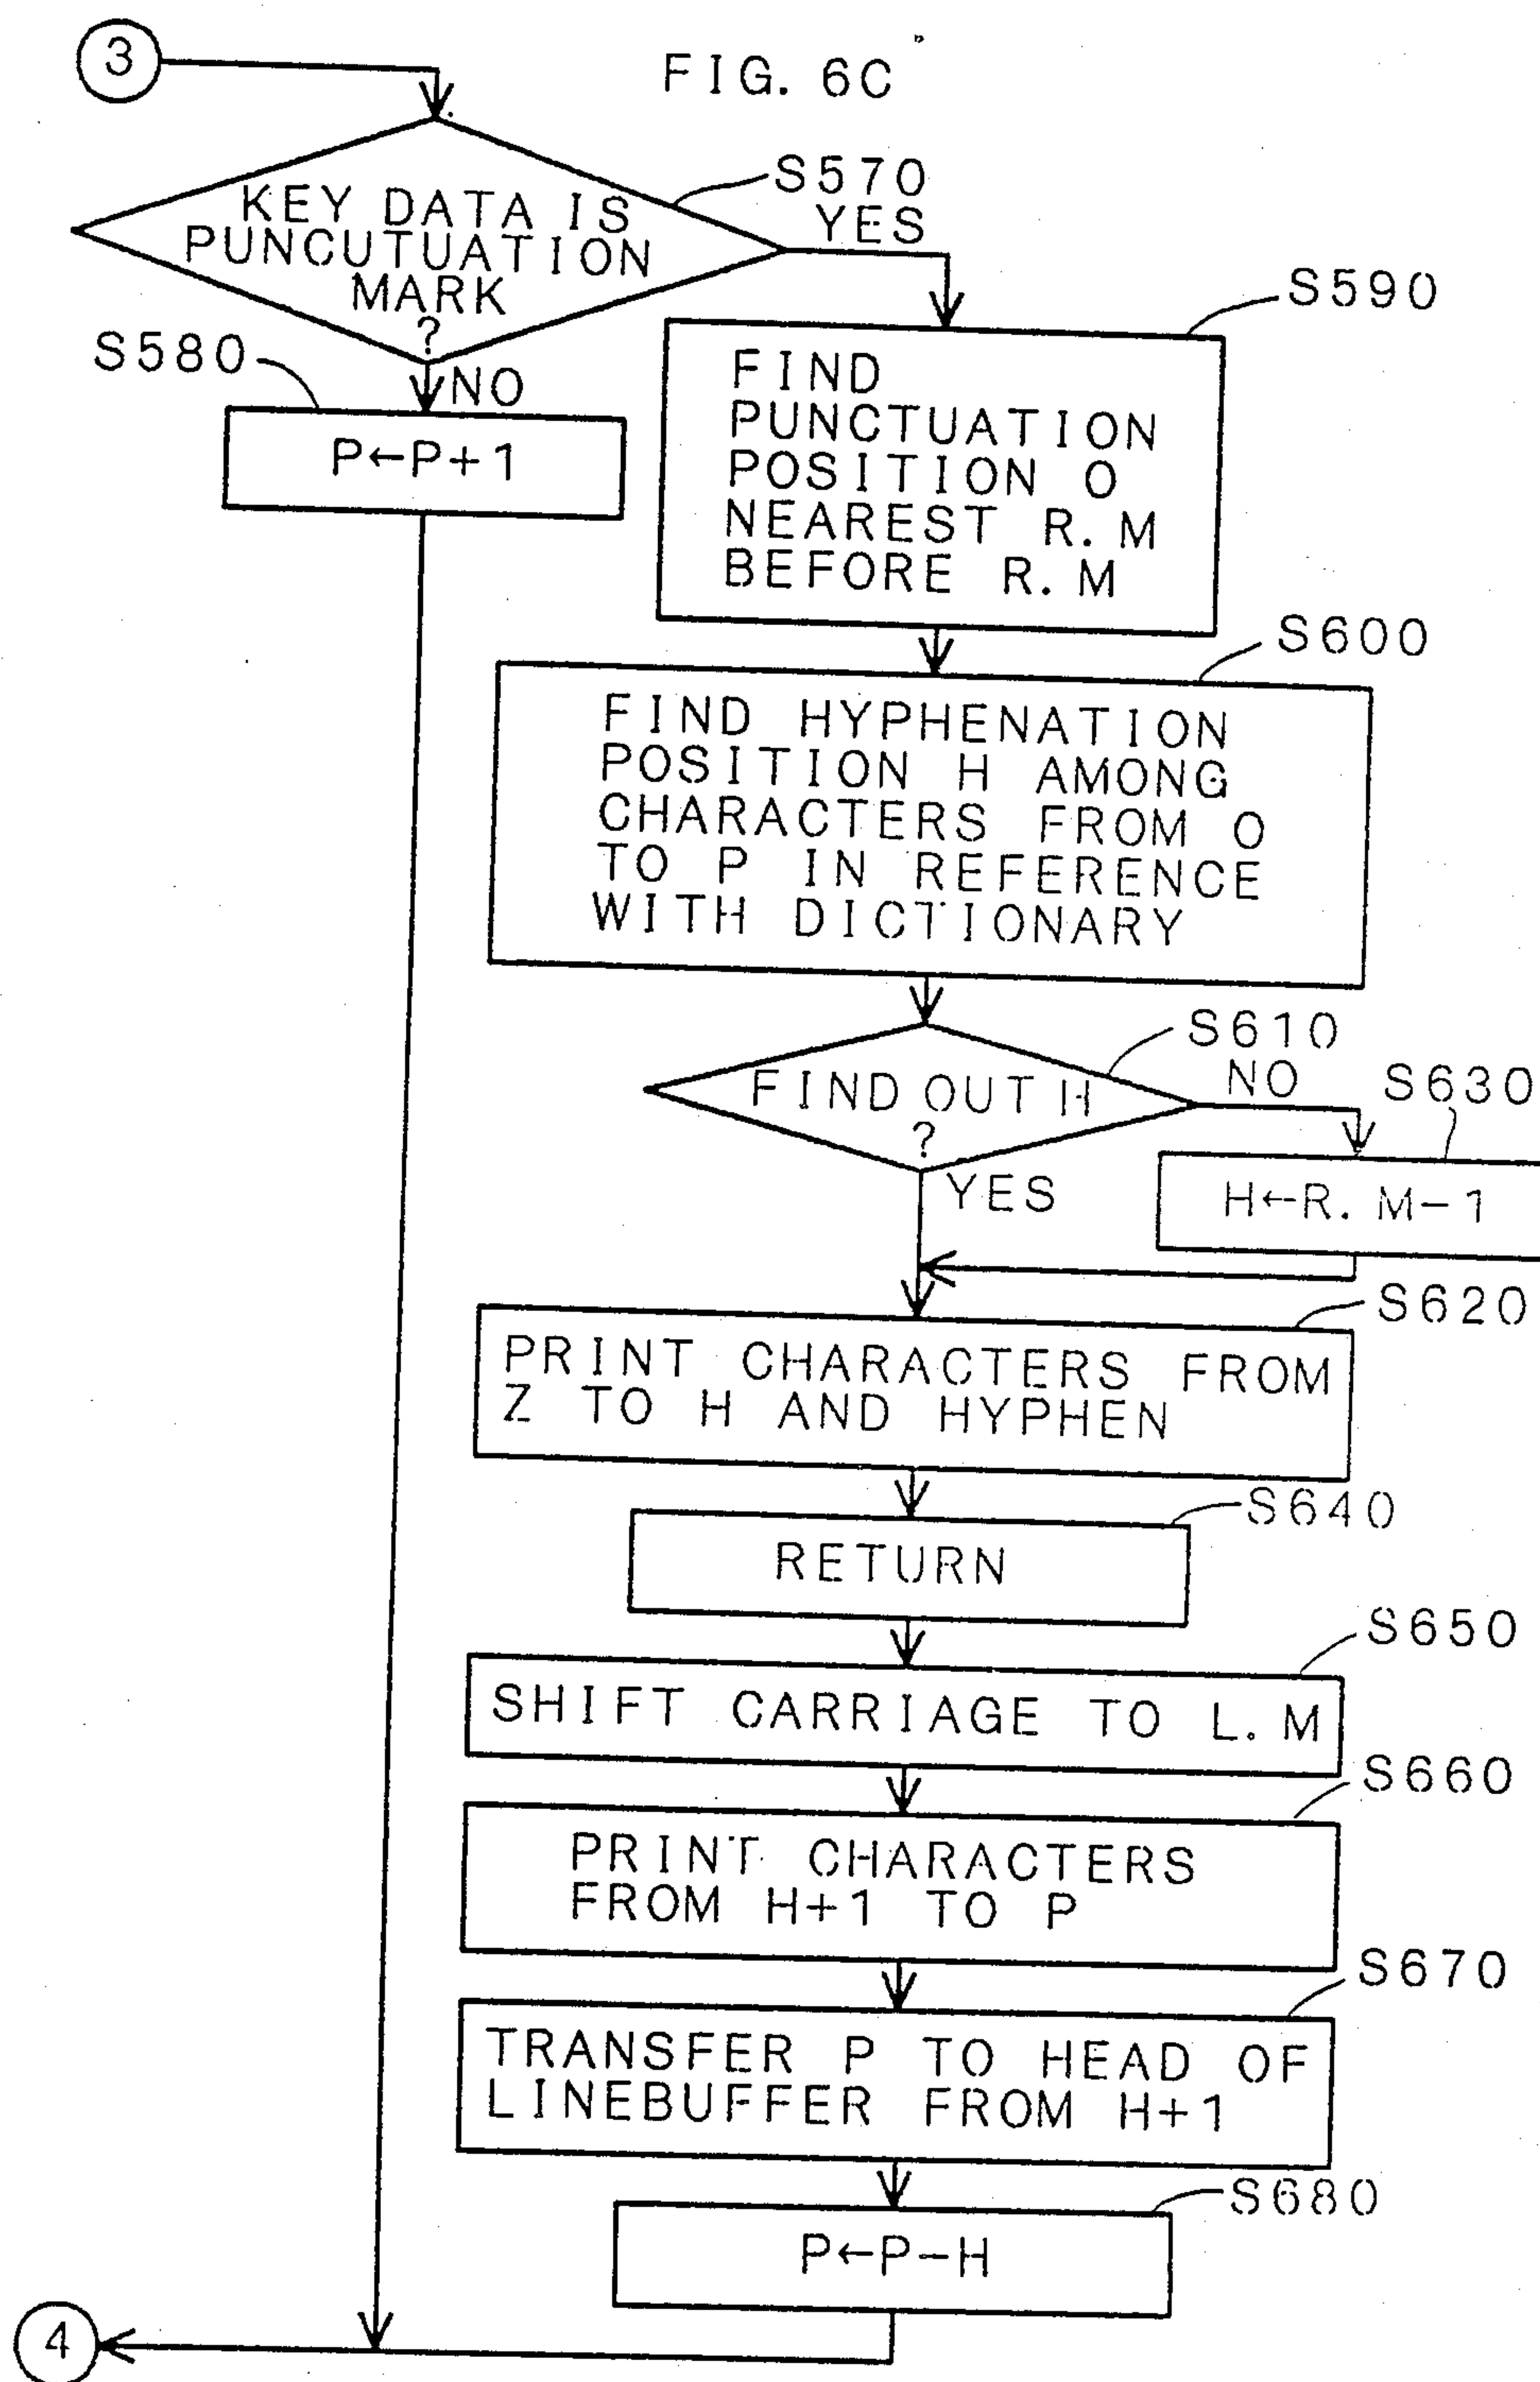 3
FIG. 6C
S570
KEY DATA IS
PUNCUTUATION
MARK
?
YES
S580
NO
P←P+1
S590
FIND
PUNCTUATION
POSITION O
NEAREST R.M
BEFORE R.M
S600
FIND HYPHENATION
POSITION H AMONG
CHARACTERS FROM O
TO P IN REFERENCE
WITH DICTIONARY
S610
FIND OUT H
?
NO
YES
S630
H←R.M-1
S620
PRINT CHARACTERS FROM
Z TO H AND HYPHEN
S640
RETURN
S650
SHIFT CARRIAGE TO L.M
S660
PRINT CHARACTERS
FROM H+1 TO P
S670
TRANSFER P TO HEAD OF
LINEBUFFER FROM H+1
S680
P←P-H
4